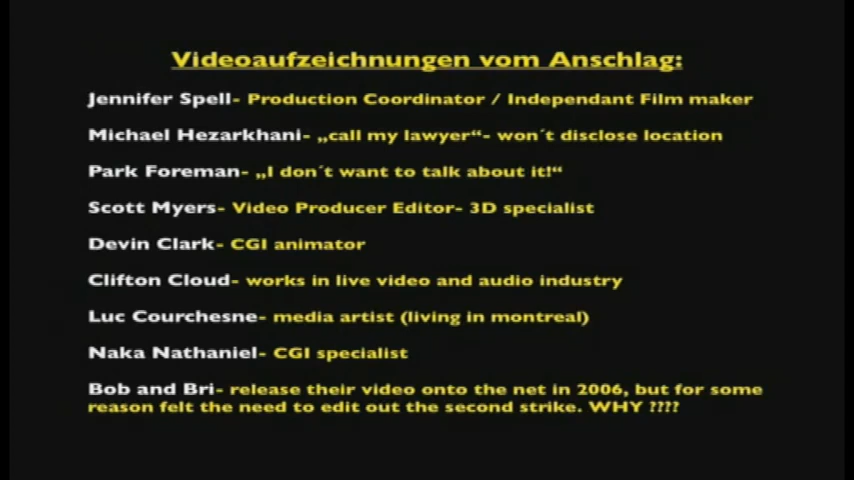 Videoaufzeichnungen vom Anschlag:
Jennifer Spell- Production Coordinator / Independant Film maker
Michael Hezarkhani- „call my lawyer“- won´t disclose location
Park Foreman- „I don´t want to talk about it!“
Scott Myers- Video Producer Editor- 3D specialist
Devin Clark- CGI animator
Clifton Cloud- works in live video and audio industry
Luc Courchesne- media artist (living in montreal)
Naka Nathaniel- CGI specialist
Bob and Bri- release their video onto the net in 2006, but for some
reason felt the need to edit out the second strike. WHY ????